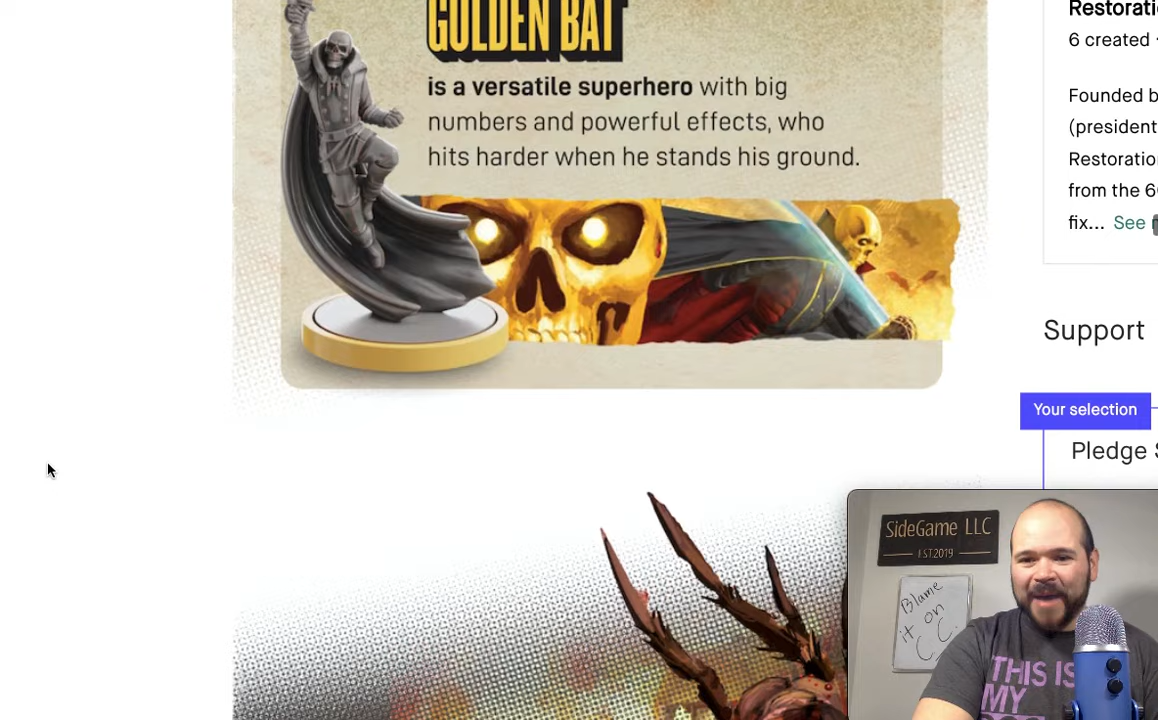 GOLDEN BAT
is a versatile superhero with big
numbers and powerful effects, who
hits harder when he stands his ground.
6 created
Founded b
(president
Restoratio
from the 6
fix... See
Support
Your selection
Pledge
SideGame LLC
EST.2019
Blame
it on
C.C.
THIS IS
MY